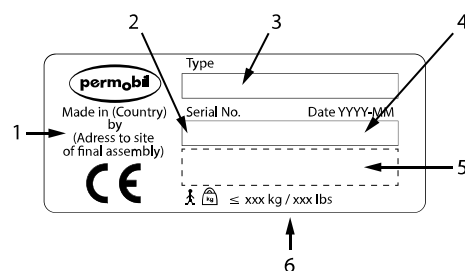 2
3
4
Type
permobil
Made in (Country)
by
(Adress to site
of final assembly)
CE
Serial No. Date YYYY-MM
1
5
kg
≤ xxx kg / xxx lbs
6